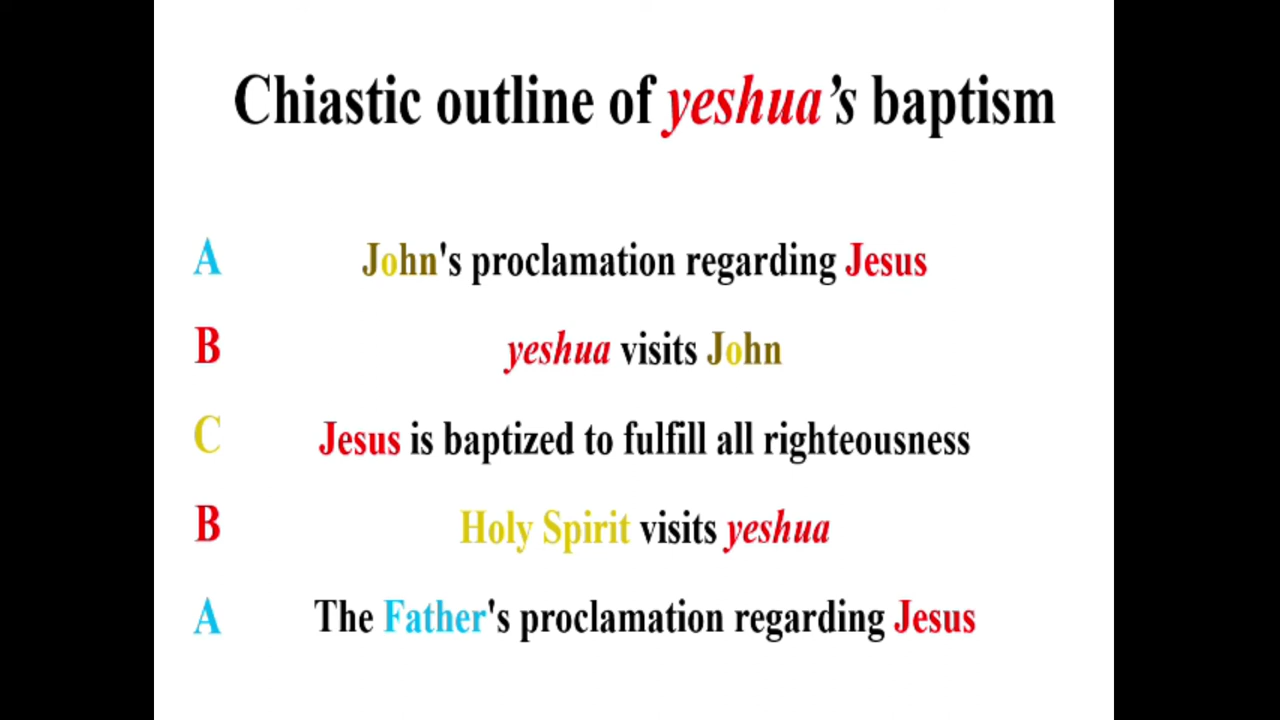 Chiastic outline of yeshua's baptism
A John's proclamation regarding Jesus
B yeshua visits John
C Jesus is baptized to fulfill all righteousness
B Holy Spirit visits yeshua
A The Father's proclamation regarding Jesus